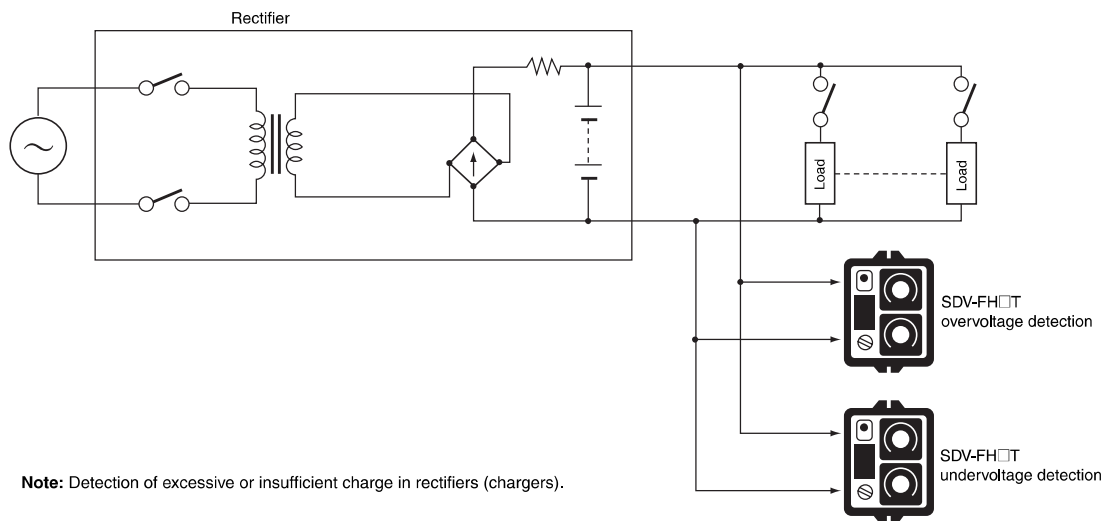 Rectifier
Load
Load
SDV-FH□T
overvoltage detection
SDV-FH□T
undervoltage detection
Note: Detection of excessive or insufficient charge in rectifiers (chargers).